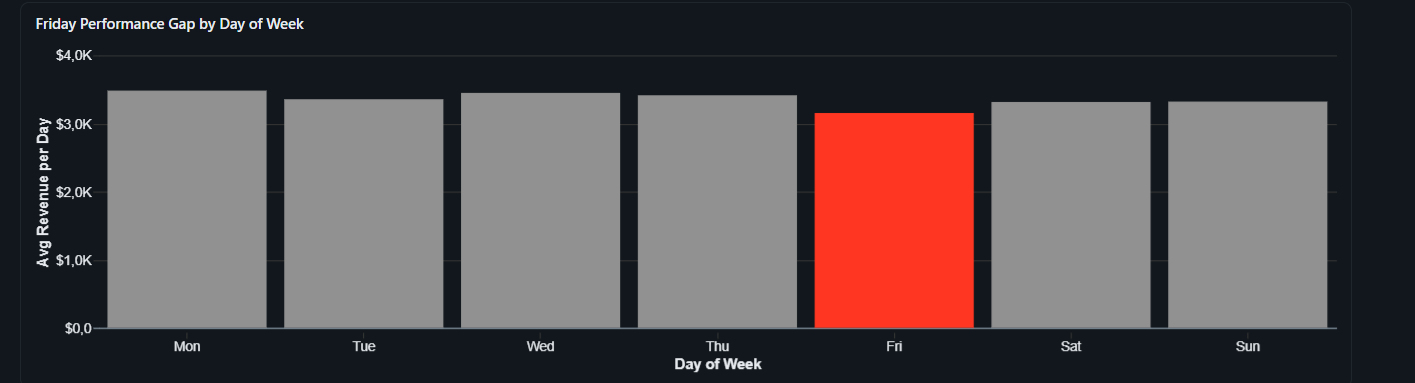 Friday Performance Gap by Day of Week
$4,0K
$3,0K
$2,0K
$1,0K
$0,0
Avg Revenue per Day
Mon Tue Wed Thu Fri Sat Sun
Day of Week